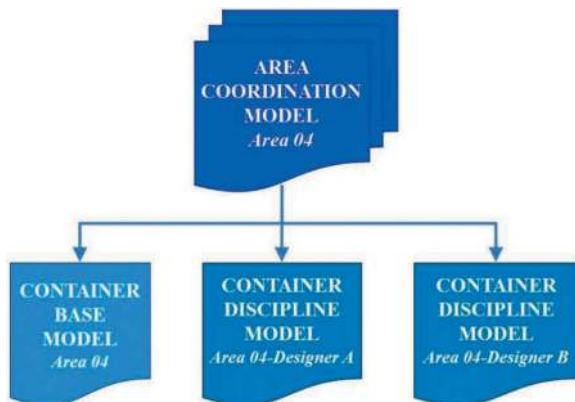 AREA
COORDINATION
MODEL
Area 04
CONTAINER
BASE
MODEL
Area 04
CONTAINER
DISCIPLINE
MODEL
Area 04-Designer A
CONTAINER
DISCIPLINE
MODEL
Area 04-Designer B